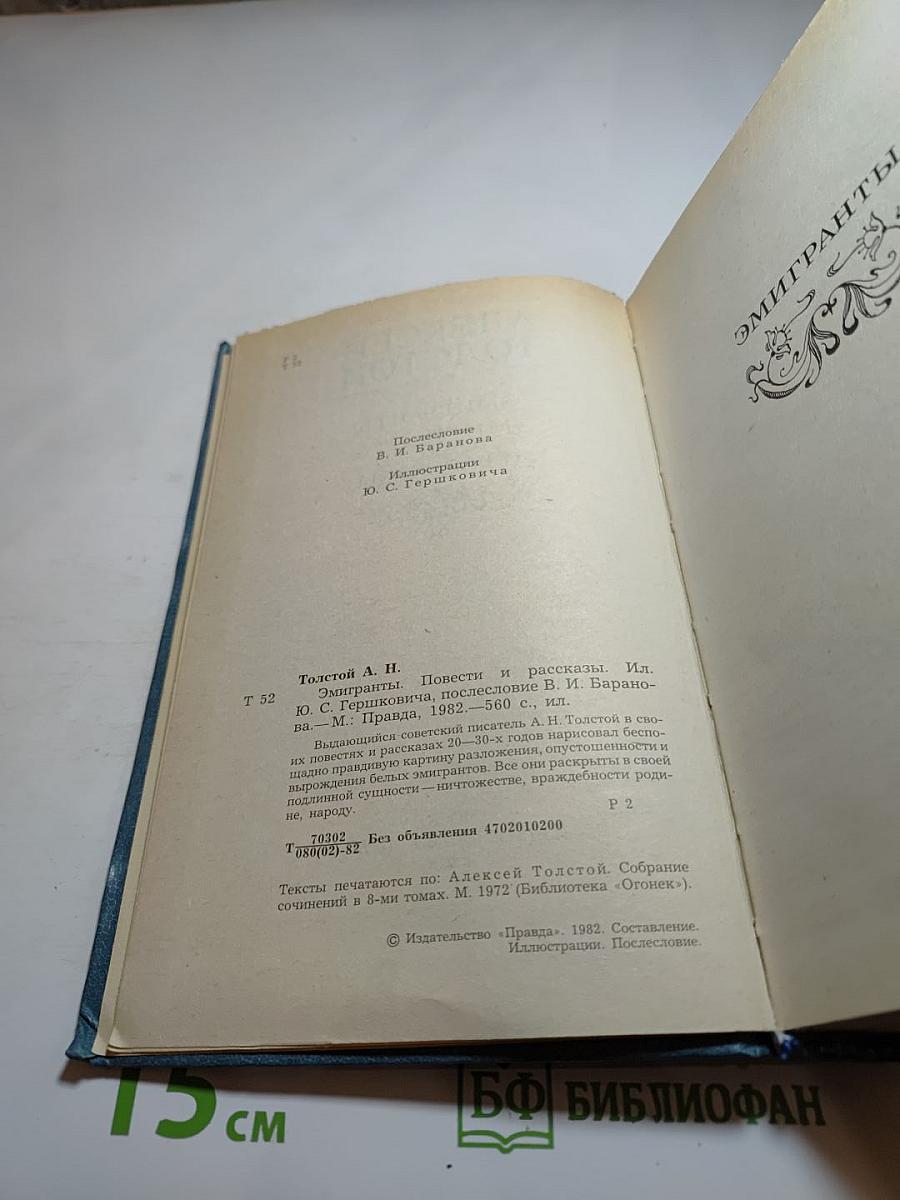 Послесловие
В. И. Баранова
Иллюстрации
Ю. С. Гершковича
Толстой А. Н.
Т 52
Эмигранты. Повести и рассказы. Ил.
Ю. С. Гершковича, послесловие В. И. Барано-
ва.—М.: Правда, 1982.—560 с., ил.
Выдающийся советский писатель А. Н. Толстой в сво-
их повестях и рассказах 20—30-х годов нарисовал беспо-
щадно правдивую картину разложения, опустошенности и
вырождения белых эмигрантов. Все они раскрыты в своей
подлинной сущности—ничтожестве, враждебности роди-
не, народу.
Р 2
Т 70302
080(02)-82 Без объявления 4702010200
Тексты печатаются по: Алексей Толстой. Собрание
сочинений в 8-ми томах. М. 1972 (Библиотека «Огонек»).
© Издательство «Правда». 1982. Составление.
Иллюстрации. Послесловие.
ЭМИГРАНТЫ
15 см
БФ БИБЛИОФАН